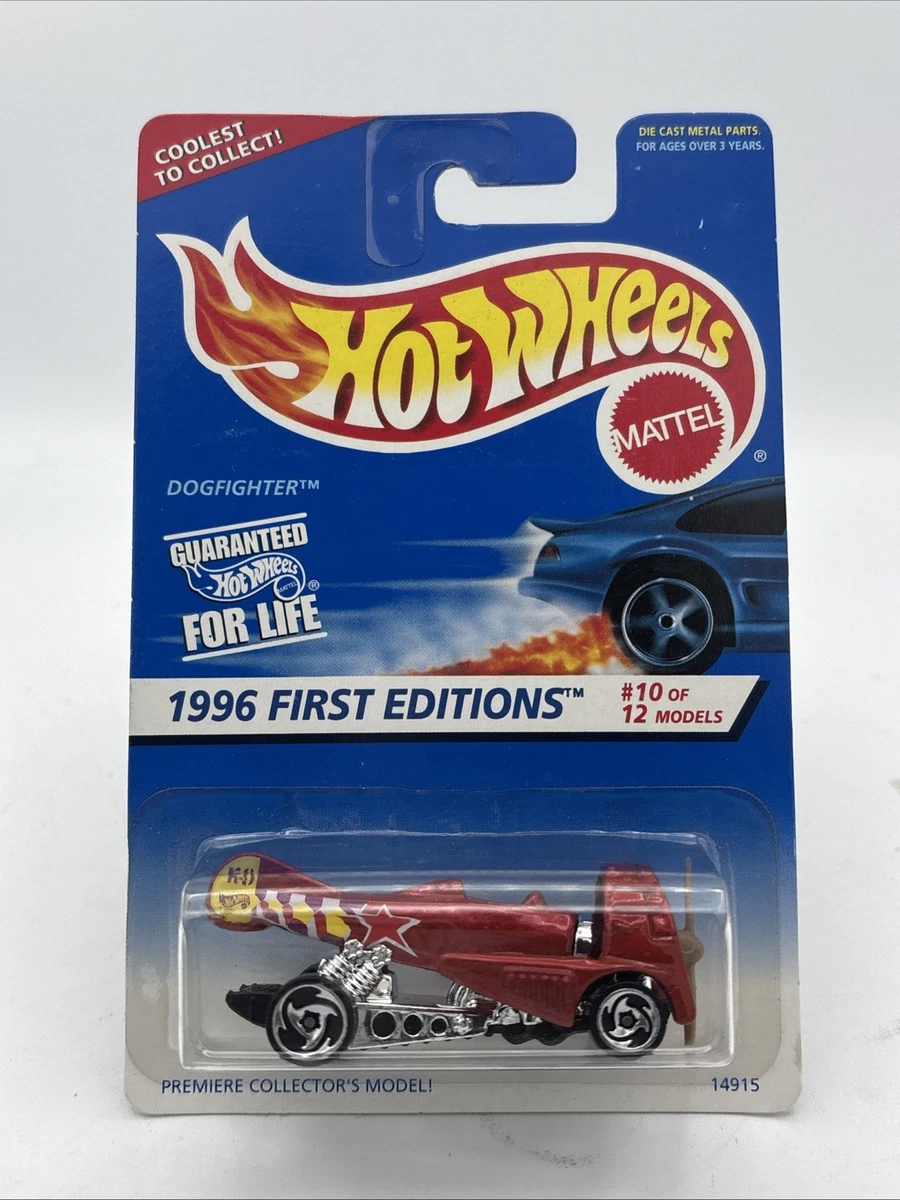 COOLEST
TO COLLECT!
DIE CAST METAL PARTS.
FOR AGES OVER 3 YEARS.
Hot Wheels
MATTEL
®
DOGFIGHTER™
GUARANTEED
Hot Wheels
MATTEL
®
FOR LIFE
1996 FIRST EDITIONS™
#10 OF
12 MODELS
PREMIERE COLLECTOR'S MODEL!
14915